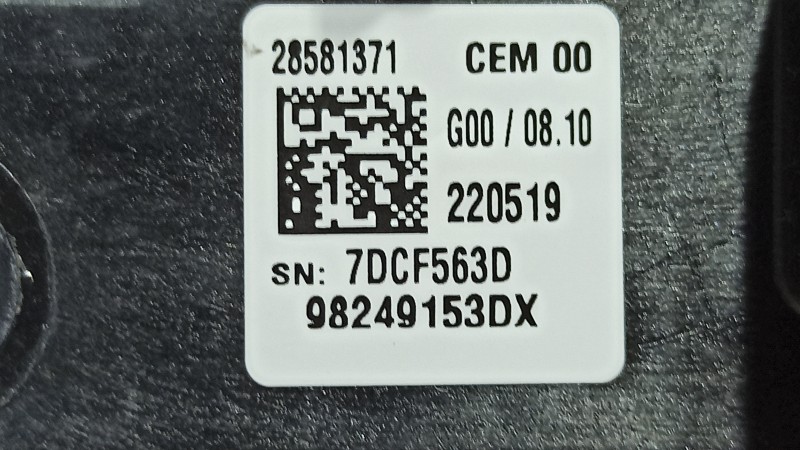 28581371 CEM 00
G00 / 08.10
220519
SN: 7DCF563D
98249153DX